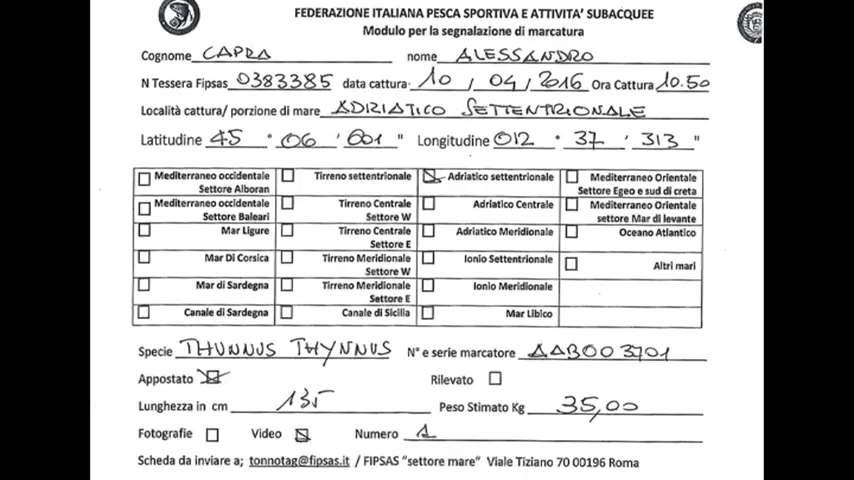 FEDERAZIONE ITALIANA PESCA SPORTIVA E ATTIVITA' SUBACQUEE
Modulo per la segnalazione di marcatura
Cognome CAPRA nome ALESSANDRO
N Tessera Fipsas 0383385 data cattura: 10 / 04 / 2016 Ora Cattura 10.50
Località cattura/ porzione di mare ADRIATICO SETTENTRIONALE
Latitudine 45 ° 06 ' 601 " Longitudine 012 ° 37 ' 313 "
Mediterraneo occidentale Settore Alboran Tirreno settentrionale Adriatico settentrionale Mediterraneo Orientale Settore Egeo e sud di creta
Mediterraneo occidentale Settore Baleari Tirreno Centrale Settore W Adriatico Centrale Mediterraneo Orientale settore Mar di levante
Mar Ligure Tirreno Centrale Settore E Adriatico Meridionale Oceano Atlantico
Mar Di Corsica Tirreno Meridionale Settore W Ionio Settentrionale Altri mari
Mar di Sardegna Tirreno Meridionale Settore E Ionio Meridionale
Canale di Sardegna Canale di Sicilia Mar Libico
Specie THUNNUS THYNNUS N° e serie marcatore AAB003701
Appostato Rilevato
Lunghezza in cm 135 Peso Stimato Kg 35,00
Fotografie Video Numero 1
Scheda da inviare a; tonnotag@fipsas.it / FIPSAS "settore mare" Viale Tiziano 70 00196 Roma